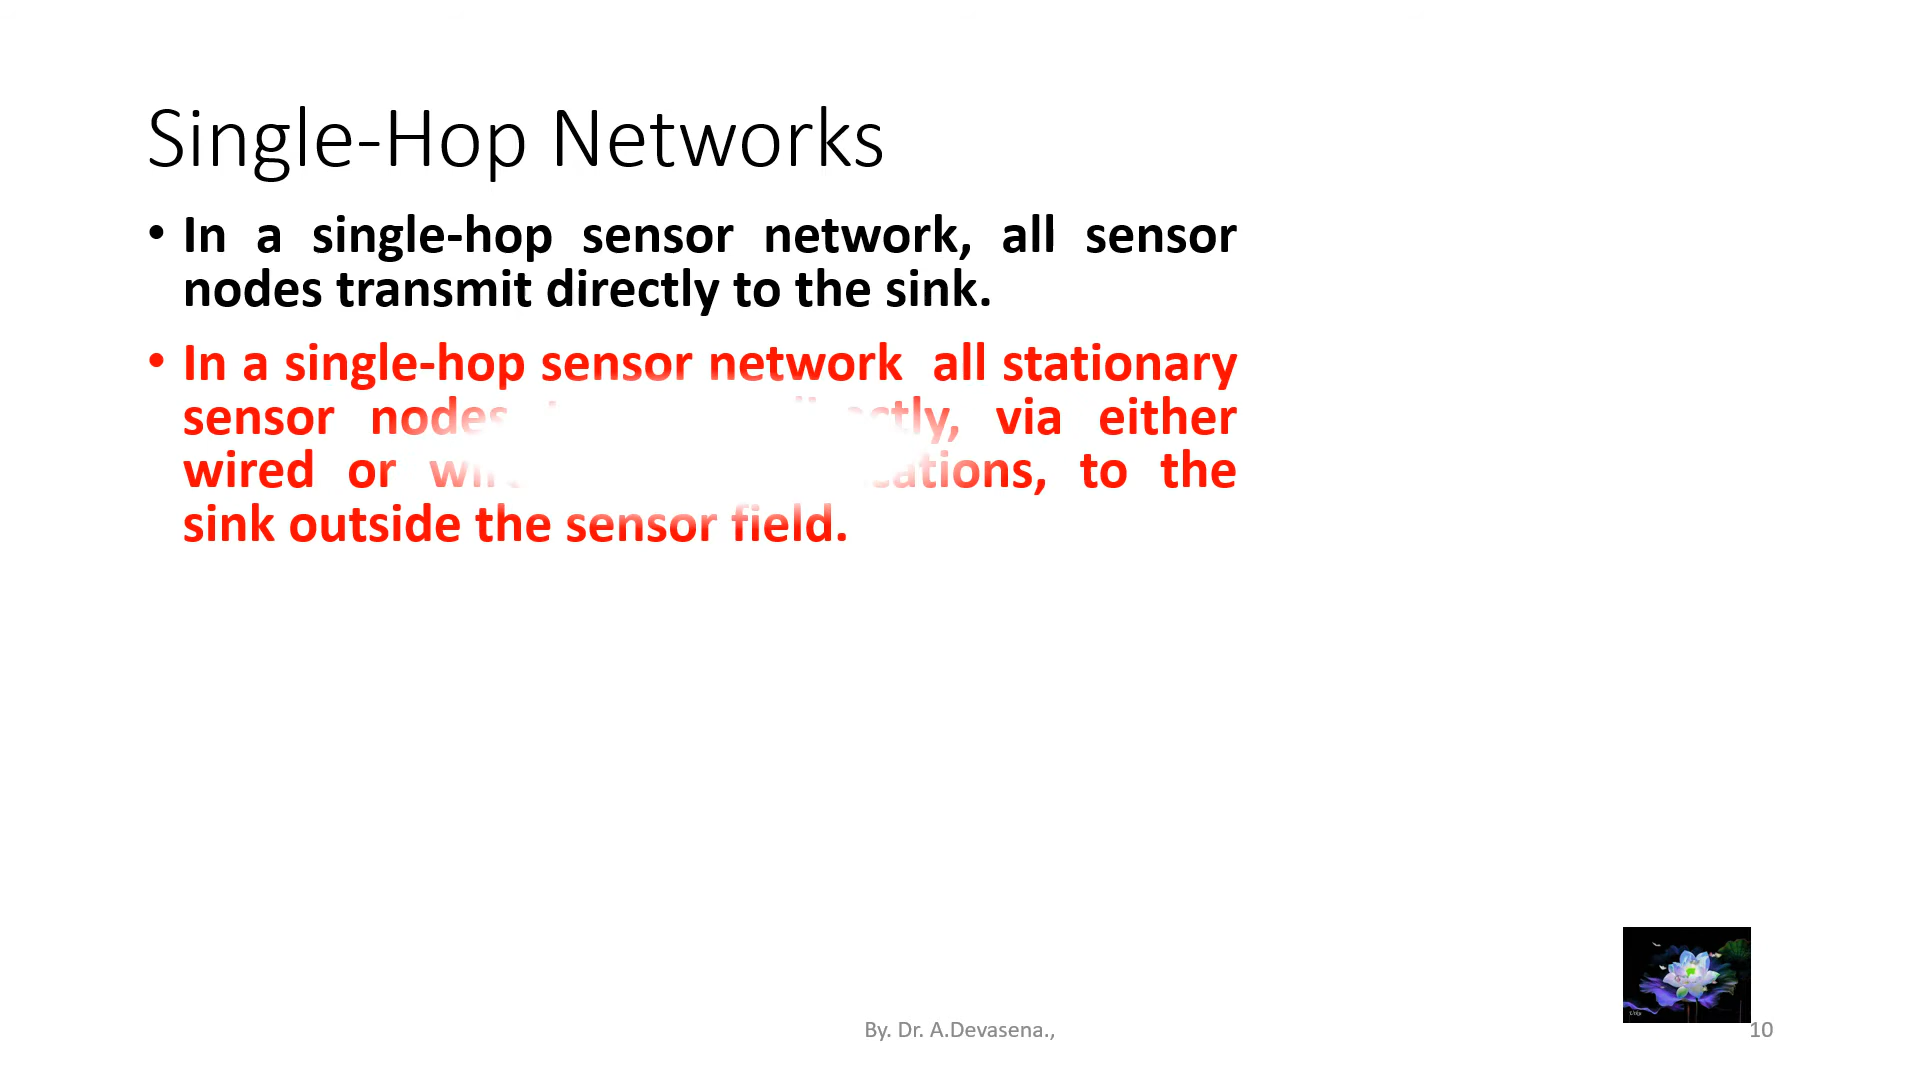 Single-Hop Networks
• In a single-hop sensor network, all sensor
nodes transmit directly to the sink.
• In a single-hop sensor network all stationary
sensor nodes directly, via either
wired or to the
sink outside the sensor field.
By. Dr. A.Devasena.,
10